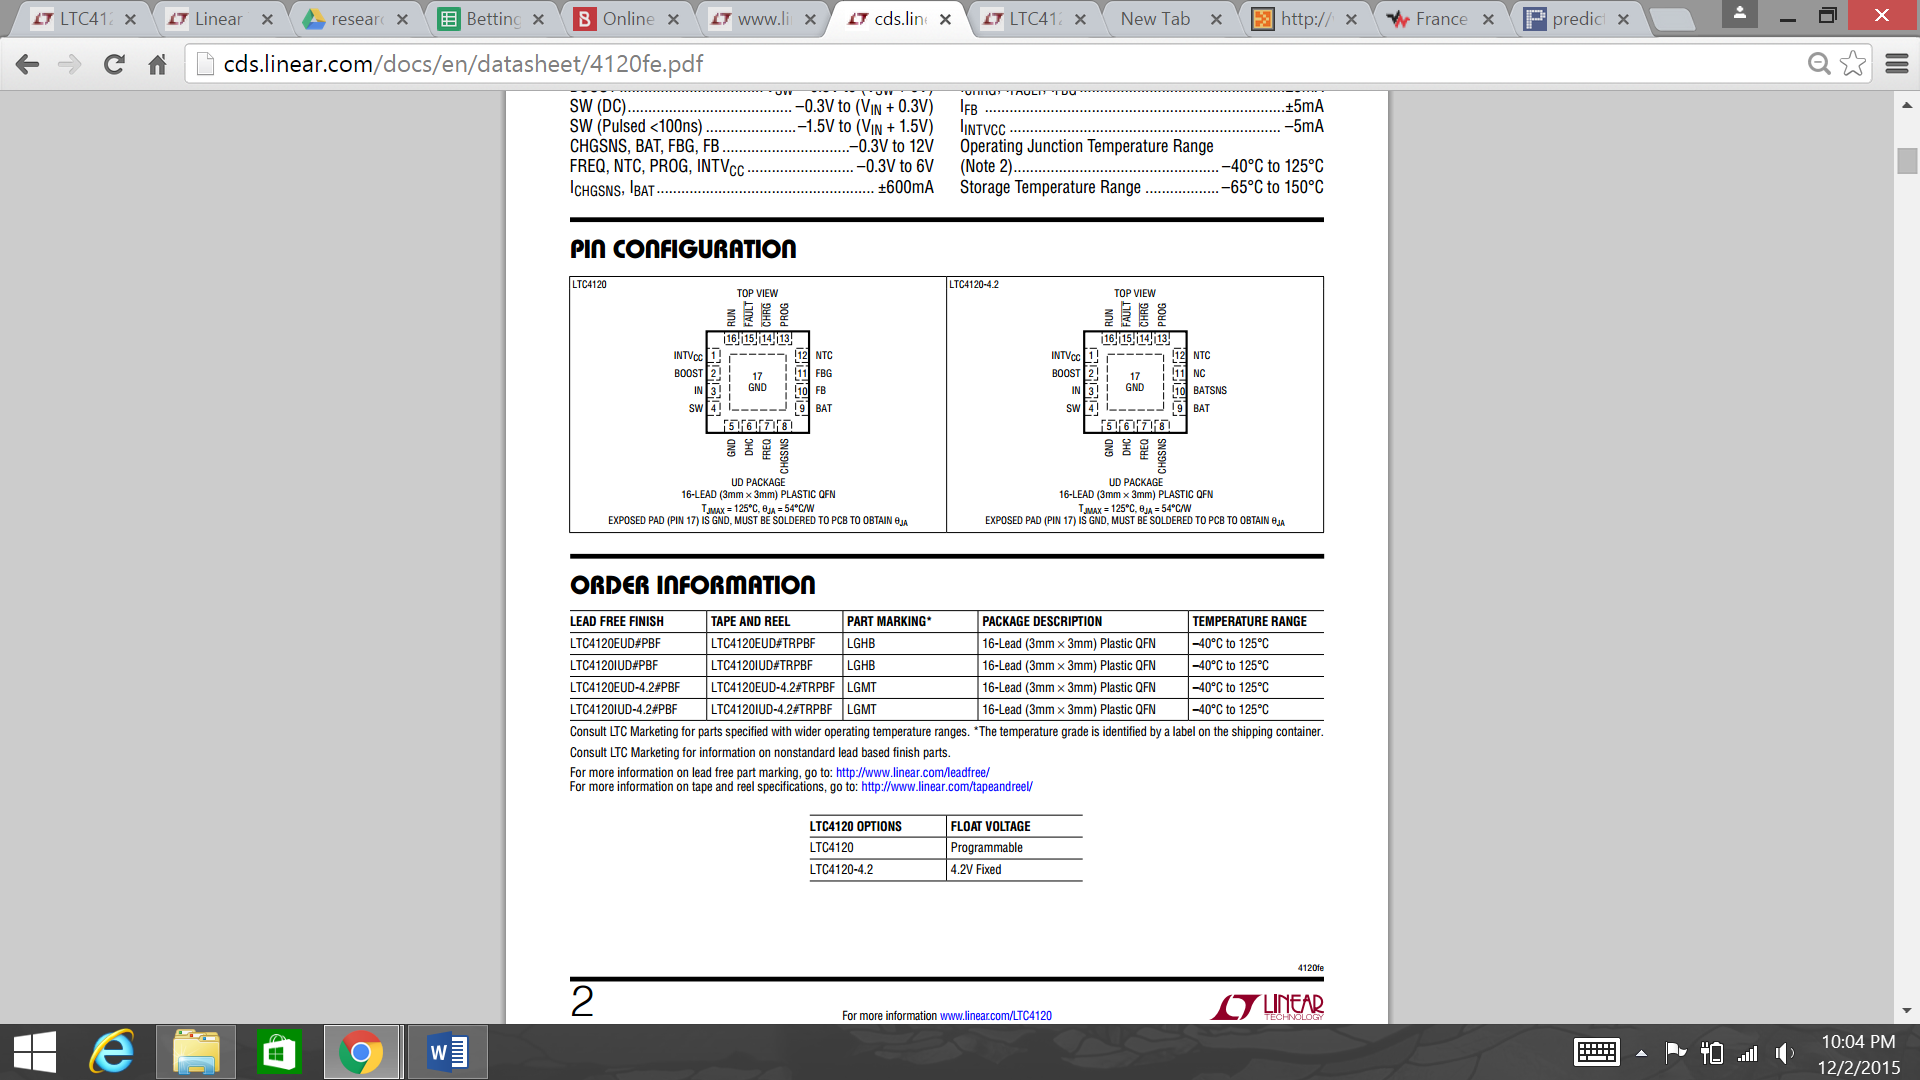 LTC412
Linear
resear
Betting
Online
www.li
cds.line
LTC412
New Tab
http://
France
predic
cds.linear.com/docs/en/datasheet/4120fe.pdf
SW (DC)..................................... –0.3V to (VIN + 0.3V)
SW (Pulsed <100ns) ......................–1.5V to (VIN + 1.5V)
CHGSNS, BAT, FBG, FB ..............................–0.3V to 12V
FREQ, NTC, PROG, INTVCC ......................... –0.3V to 6V
ICHGSNS, IBAT .................................................. ±600mA
IFB .....................................................................±5mA
IINTVCC ............................................................... –5mA
Operating Junction Temperature Range
(Note 2)................................................ –40°C to 125°C
Storage Temperature Range ................. –65°C to 150°C
PIN CONFIGURATION
LTC4120
TOP VIEW
RUN FAULT CHRG PROG
16 15 14 13
INTVCC 1 12 NTC
BOOST 2 11 FBG
IN 3 10 FB
SW 4 9 BAT
17
GND
5 6 7 8
GND DHC FREQ CHGSNS
UD PACKAGE
16-LEAD (3mm × 3mm) PLASTIC QFN
TJMAX = 125°C, θJA = 54°C/W
EXPOSED PAD (PIN 17) IS GND, MUST BE SOLDERED TO PCB TO OBTAIN θJA
LTC4120-4.2
TOP VIEW
RUN FAULT CHRG PROG
16 15 14 13
INTVCC 1 12 NTC
BOOST 2 11 NC
IN 3 10 BATSNS
SW 4 9 BAT
17
GND
5 6 7 8
GND DHC FREQ CHGSNS
UD PACKAGE
16-LEAD (3mm × 3mm) PLASTIC QFN
TJMAX = 125°C, θJA = 54°C/W
EXPOSED PAD (PIN 17) IS GND, MUST BE SOLDERED TO PCB TO OBTAIN θJA
ORDER INFORMATION
LEAD FREE FINISH TAPE AND REEL PART MARKING* PACKAGE DESCRIPTION TEMPERATURE RANGE
LTC4120EUD#PBF LTC4120EUD#TRPBF LGHB 16-Lead (3mm × 3mm) Plastic QFN –40°C to 125°C
LTC4120IUD#PBF LTC4120IUD#TRPBF LGHB 16-Lead (3mm × 3mm) Plastic QFN –40°C to 125°C
LTC4120EUD-4.2#PBF LTC4120EUD-4.2#TRPBF LGMT 16-Lead (3mm × 3mm) Plastic QFN –40°C to 125°C
LTC4120IUD-4.2#PBF LTC4120IUD-4.2#TRPBF LGMT 16-Lead (3mm × 3mm) Plastic QFN –40°C to 125°C
Consult LTC Marketing for parts specified with wider operating temperature ranges. *The temperature grade is identified by a label on the shipping container.
Consult LTC Marketing for information on nonstandard lead based finish parts.
For more information on lead free part marking, go to: http://www.linear.com/leadfree/
For more information on tape and reel specifications, go to: http://www.linear.com/tapeandreel/
LTC4120 OPTIONS FLOAT VOLTAGE
LTC4120 Programmable
LTC4120-4.2 4.2V Fixed
4120fe
2
For more information www.linear.com/LTC4120
LINEAR
TECHNOLOGY
10:04 PM
12/2/2015